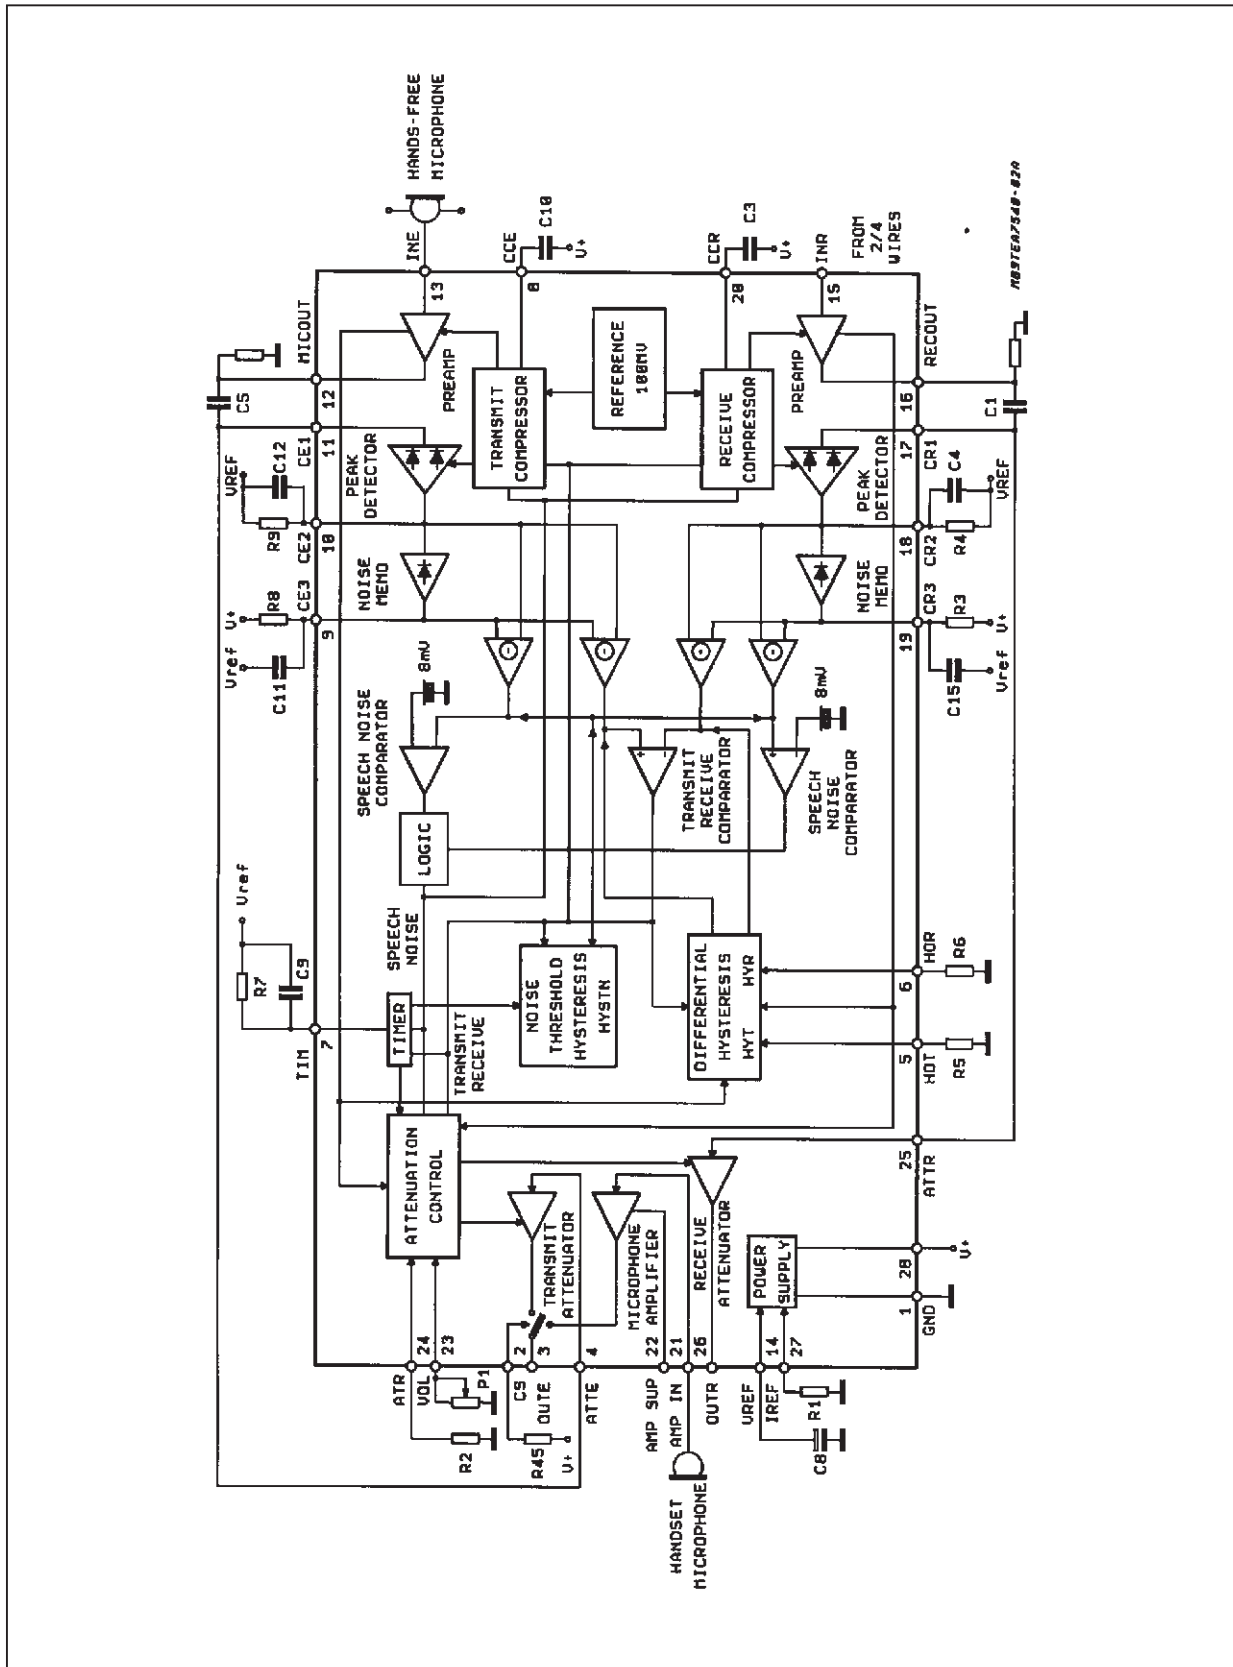 HANDS-FREE
MICROPHONE
INE
13
CCE
8
C10
V+
CCR
20
C3
V+
INR
15
FROM
2/4
WIRES
MICOUT
12
C5
PREAMP
TRANSMIT
COMPRESSOR
REFERENCE
100MV
RECEIVE
COMPRESSOR
PREAMP
RECOUT
16
C1
CE1
11
C12
VREF
R9
CE2
10
PEAK
DETECTOR
PEAK
DETECTOR
17
CR1
C4
VREF
18
CR2
R4
NOISE
MEMO
NOISE
MEMO
V+
R8
CE3
9
Vref
C11
CR3
19
R3
V+
C15
Vref
8mV
8mV
SPEECH NOISE
COMPARATOR
TRANSMIT
RECEIVE
COMPARATOR
SPEECH
NOISE
COMPARATOR
LOGIC
Vref
R7
C9
TIM
7
SPEECH
NOISE
TIMER
TRANSMIT
RECEIVE
NOISE
THRESHOLD
HYSTERESIS
HYSTN
DIFFERENTIAL
HYSTERESIS
HYT HYR
6
HOR
R6
5
HOT
R5
ATTENUATION
CONTROL
TRANSMIT
ATTENUATOR
MICROPHONE
AMPLIFIER
RECEIVE
ATTENUATOR
25
ATTR
POWER
SUPPLY
28
V+
1
GND
ATR
24
VOL
23
P1
R2
CS
2
OUTE
3
ATTE
4
R45
V+
AMP SUP
22
AMP IN
21
OUTR
26
VREF
14
IREF
27
R1
C8
HANDSET
MICROPHONE
M89TEA7540-02A